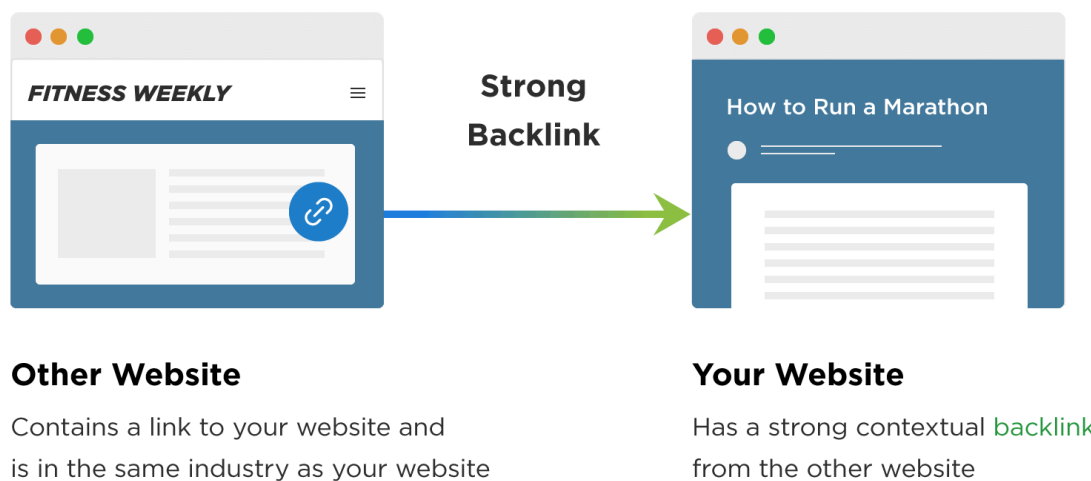 FITNESS WEEKLY
Strong
Backlink
How to Run a Marathon
Other Website
Contains a link to your website and
is in the same industry as your website
Your Website
Has a strong contextual backlink
from the other website